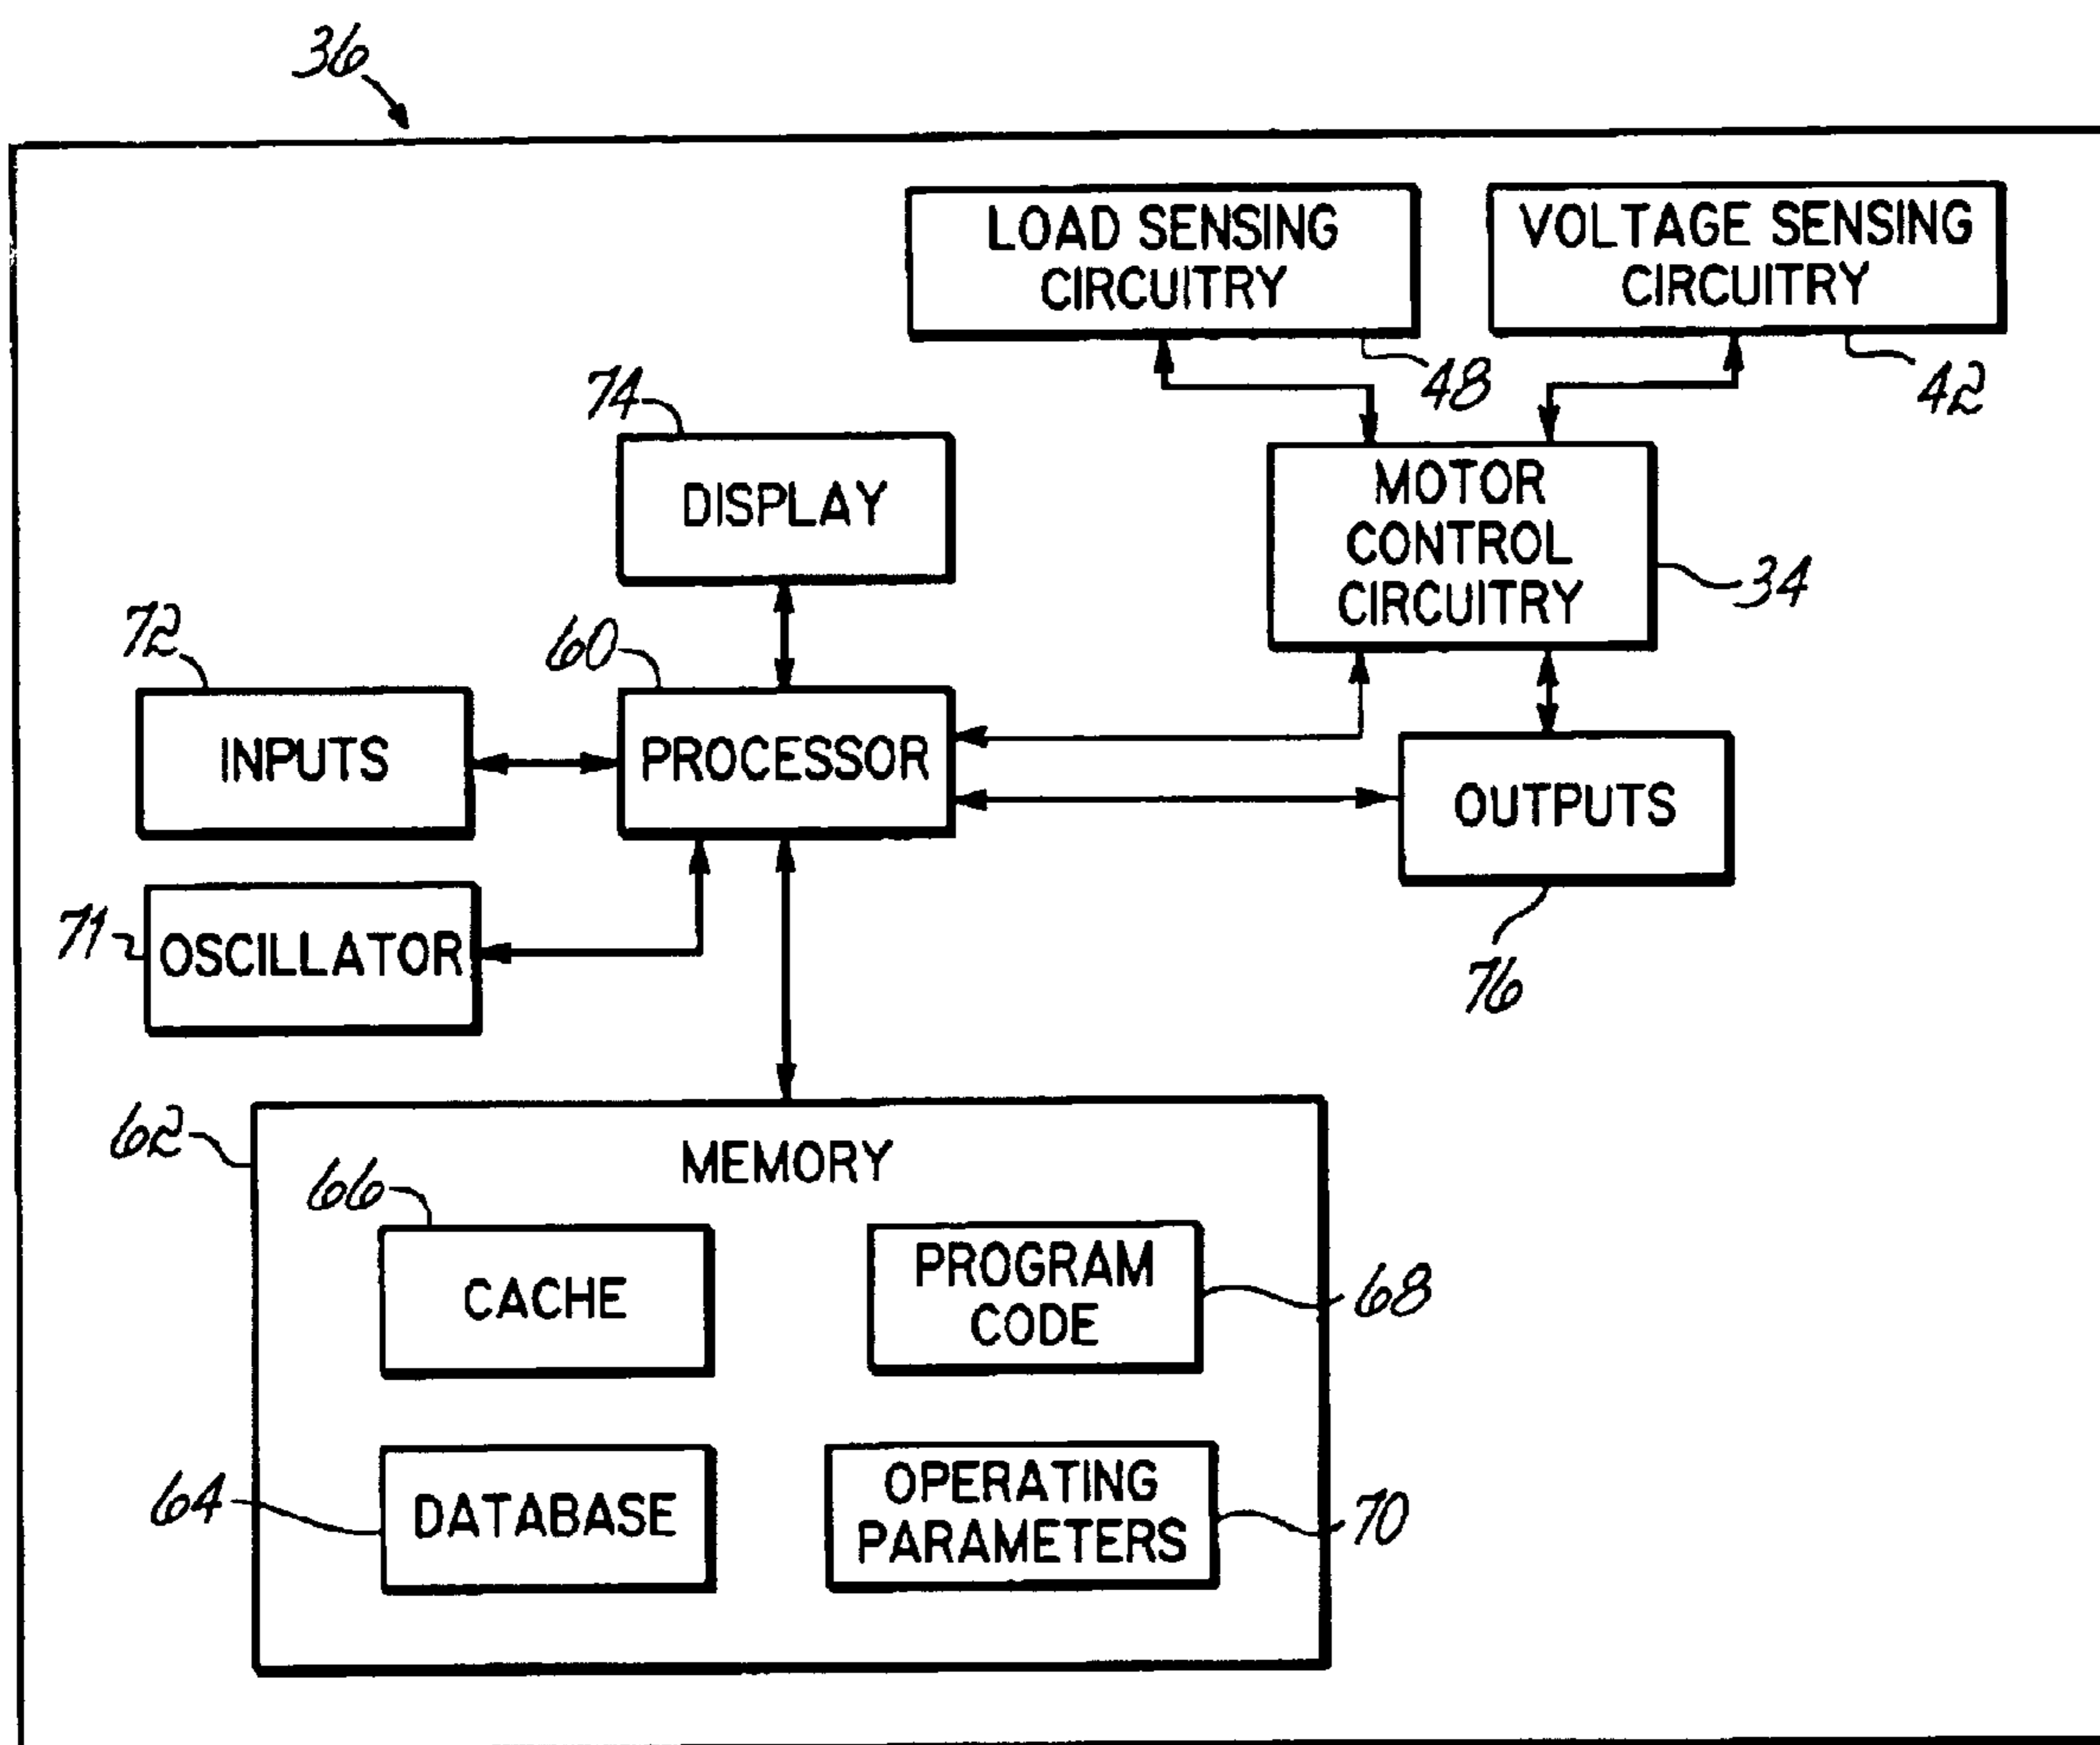 36
LOAD SENSING
CIRCUITRY
VOLTAGE SENSING
CIRCUITRY
48
42
74
DISPLAY
MOTOR
CONTROL
CIRCUITRY
34
72
60
INPUTS
PROCESSOR
OUTPUTS
71
OSCILLATOR
76
62
MEMORY
66
CACHE
PROGRAM
CODE
68
64
DATABASE
OPERATING
PARAMETERS
70